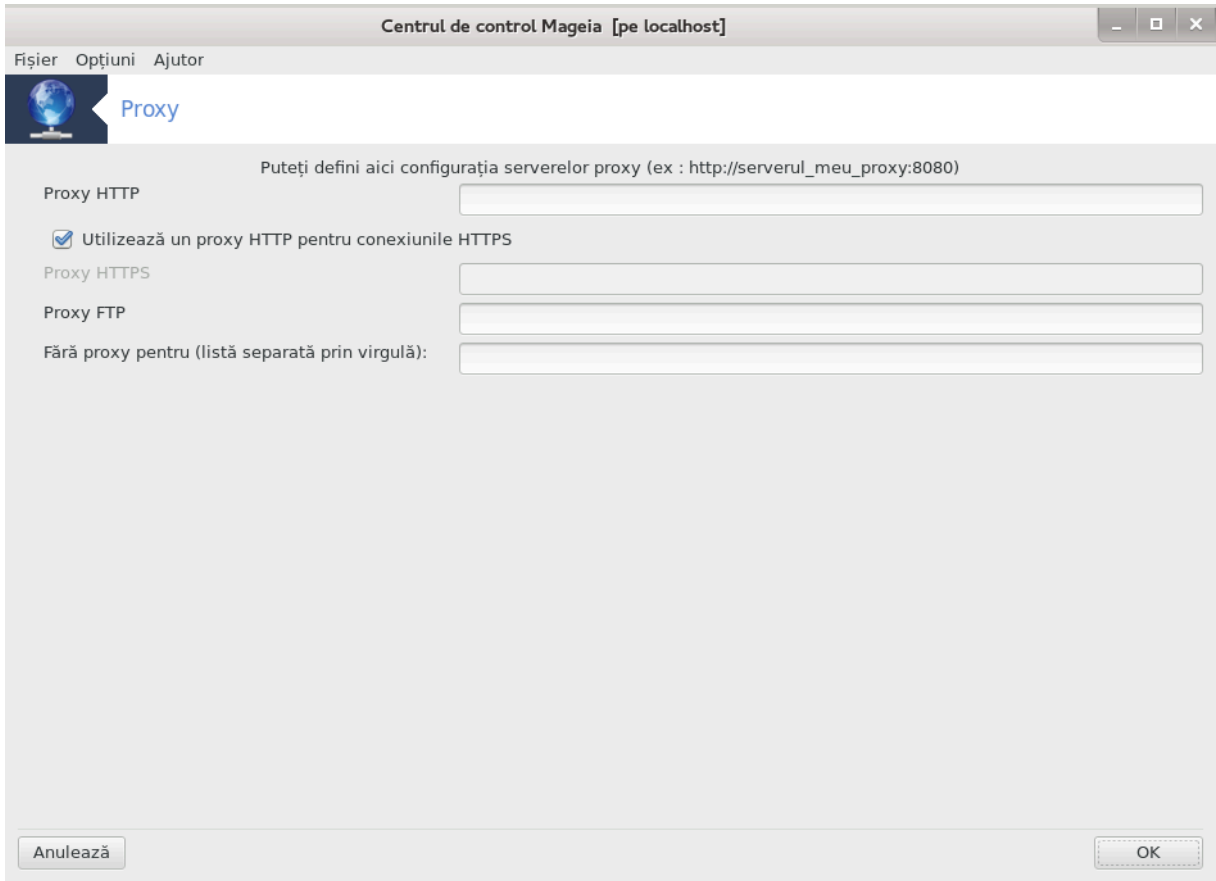 Centrul de control Mageia [pe localhost]
Fișier Opțiuni Ajutor
Proxy
Puteți defini aici configurația serverelor proxy (ex : http://serverul_meu_proxy:8080)
Proxy HTTP
Utilizează un proxy HTTP pentru conexiunile HTTPS
Proxy HTTPS
Proxy FTP
Fără proxy pentru (listă separată prin virgulă):
Anulează OK